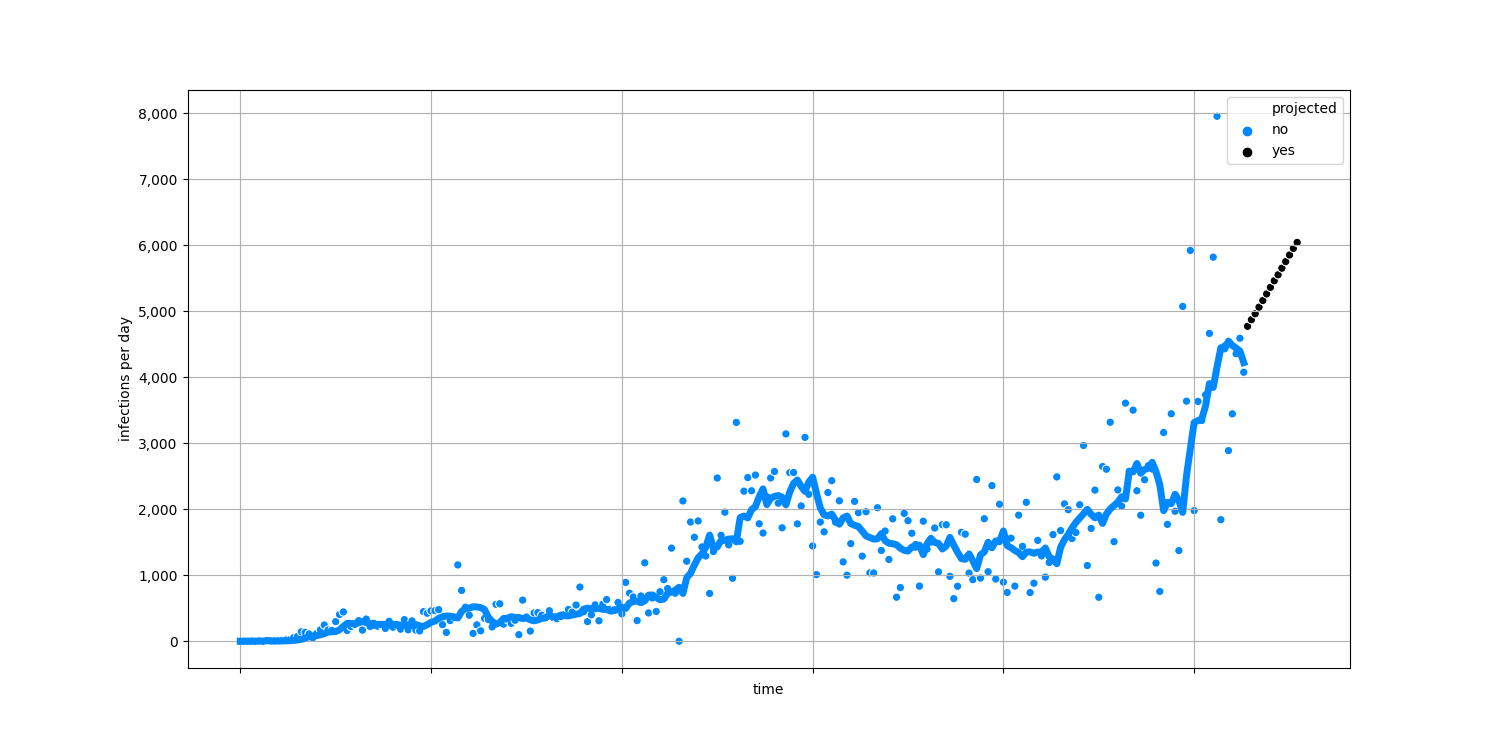 projected
no
yes
8,000
7,000
6,000
5,000
4,000
3,000
2,000
1,000
0
infections per day
time